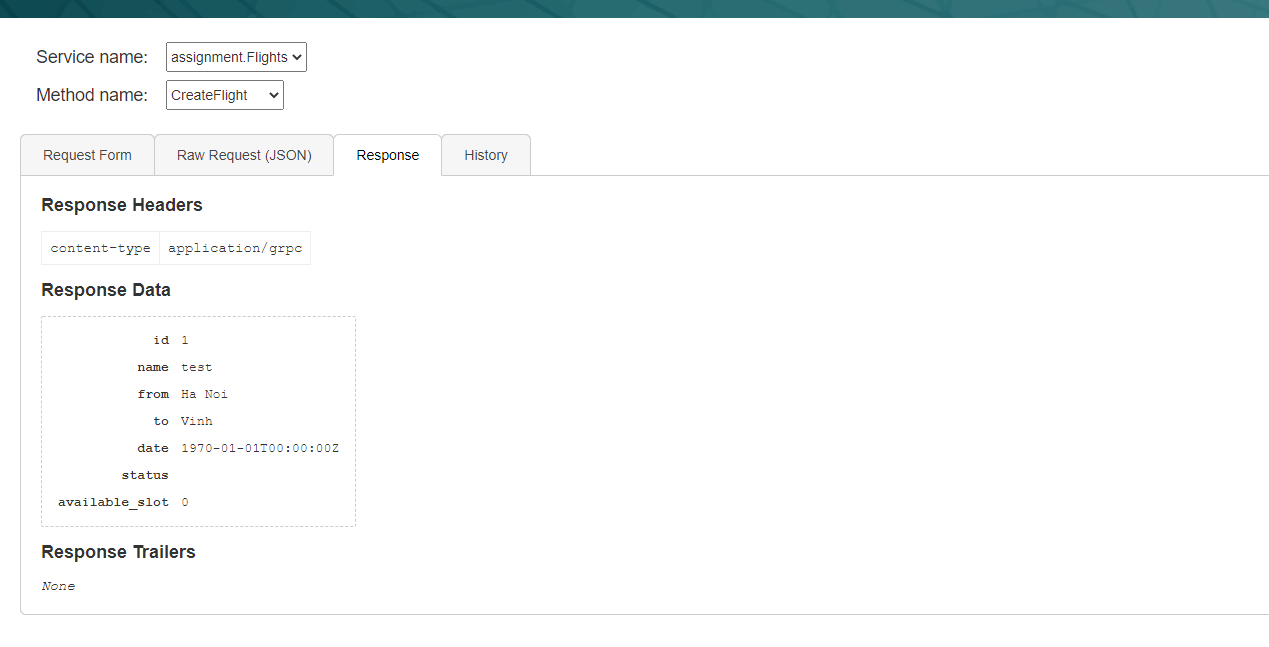 Service name: assignment.Flights
Method name: CreateFlight
Request Form Raw Request (JSON) Response History
Response Headers
content-type application/grpc
Response Data
id 1
name test
from Ha Noi
to Vinh
date 1970-01-01T00:00:00Z
status
available_slot 0
Response Trailers
None